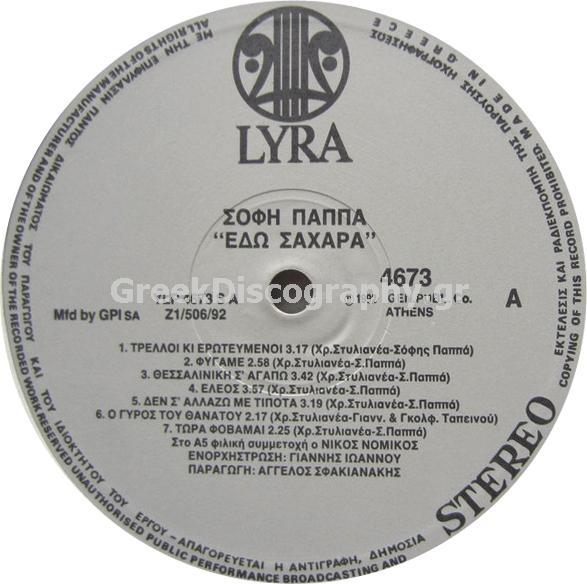 LYRA
ΣΟΦΗ ΠΑΠΠΑ
"ΕΔΩ ΣΑΧΑΡΑ"
4673
GreekDiscography.gr
Mfd by GPI SA
Z1/506/92
ATHENS
A
1. ΤΡΕΛΛΟΙ ΚΙ ΕΡΩΤΕΥΜΕΝΟΙ 3.17 (Χρ.Στυλιανέα-Σόφης Παππά)
2. ΦΥΓΑΜΕ 2.58 (Χρ.Στυλιανέα-Σ.Παππά)
3. ΘΕΣΣΑΛΙΝΙΚΗ Σ' ΑΓΑΠΩ 3.42 (Χρ.Στυλιανέα-Σ.Παππά)
4. ΕΛΕΟΣ 3.57 (Χρ.Στυλιανέα-Σ.Παππά)
5. ΔΕΝ Σ' ΑΛΛΑΖΩ ΜΕ ΤΙΠΟΤΑ 3.19 (Χρ.Στυλιανέα-Σ.Παππά)
6. Ο ΓΥΡΟΣ ΤΟΥ ΘΑΝΑΤΟΥ 2.17 (Χρ.Στυλιανέα-Γιανν. & Γκολφ. Ταπεινού)
7. ΤΩΡΑ ΦΟΒΑΜΑΙ 2.25 (Χρ.Στυλιανέα-Σ.Παππά)
Στο Α5 φιλική συμμετοχή ο ΝΙΚΟΣ ΝΟΜΙΚΟΣ
ΕΝΟΡΧΗΣΤΡΩΣΗ: ΓΙΑΝΝΗΣ ΙΩΑΝΝΟΥ
ΠΑΡΑΓΩΓΗ: ΑΓΓΕΛΟΣ ΣΦΑΚΙΑΝΑΚΗΣ
STEREO
ΜΕ ΤΗΝ ΕΠΙΦΥΛΑΞΙΝ ΠΑΝΤΟΣ ΔΙΚΑΙΩΜΑΤΟΣ ΤΟΥ ΠΑΡΑΓΩΓΟΥ ΚΑΙ ΤΟΥ ΙΔΙΟΚΤΗΤΟΥ ΤΟΥ ΕΡΓΟΥ - ΑΠΑΓΟΡΕΥΕΤΑΙ Η ΑΝΤΙΓΡΑΦΗ, ΔΗΜΟΣΙΑ ΕΚΤΕΛΕΣΙΣ ΚΑΙ ΡΑΔΙΕΚΠΟΜΠΗ ΤΗΣ ΠΑΡΟΥΣΗΣ ΗΧΟΓΡΑΦΗΣΕΩΣ
ALL RIGHTS OF THE MANUFACTURER AND OF THE OWNER OF THE RECORDED WORK RESERVED UNAUTHORISED PUBLIC PERFORMANCE BROADCASTING AND COPYING OF THIS RECORD PROHIBITED. MADE IN GREECE